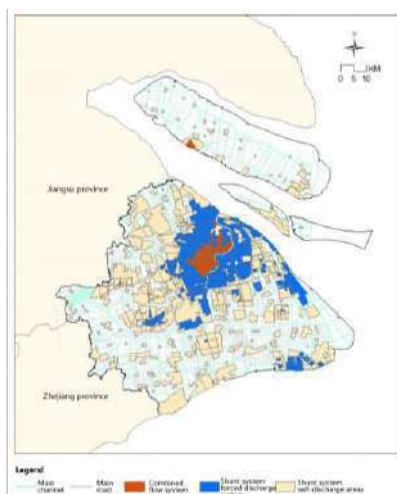 KM
0 5 10
Jiangsu province
Zhejiang province
Legend
Main channel
Main road
Combined flow system
Shunt system forced discharge
Shunt system self-discharge areas